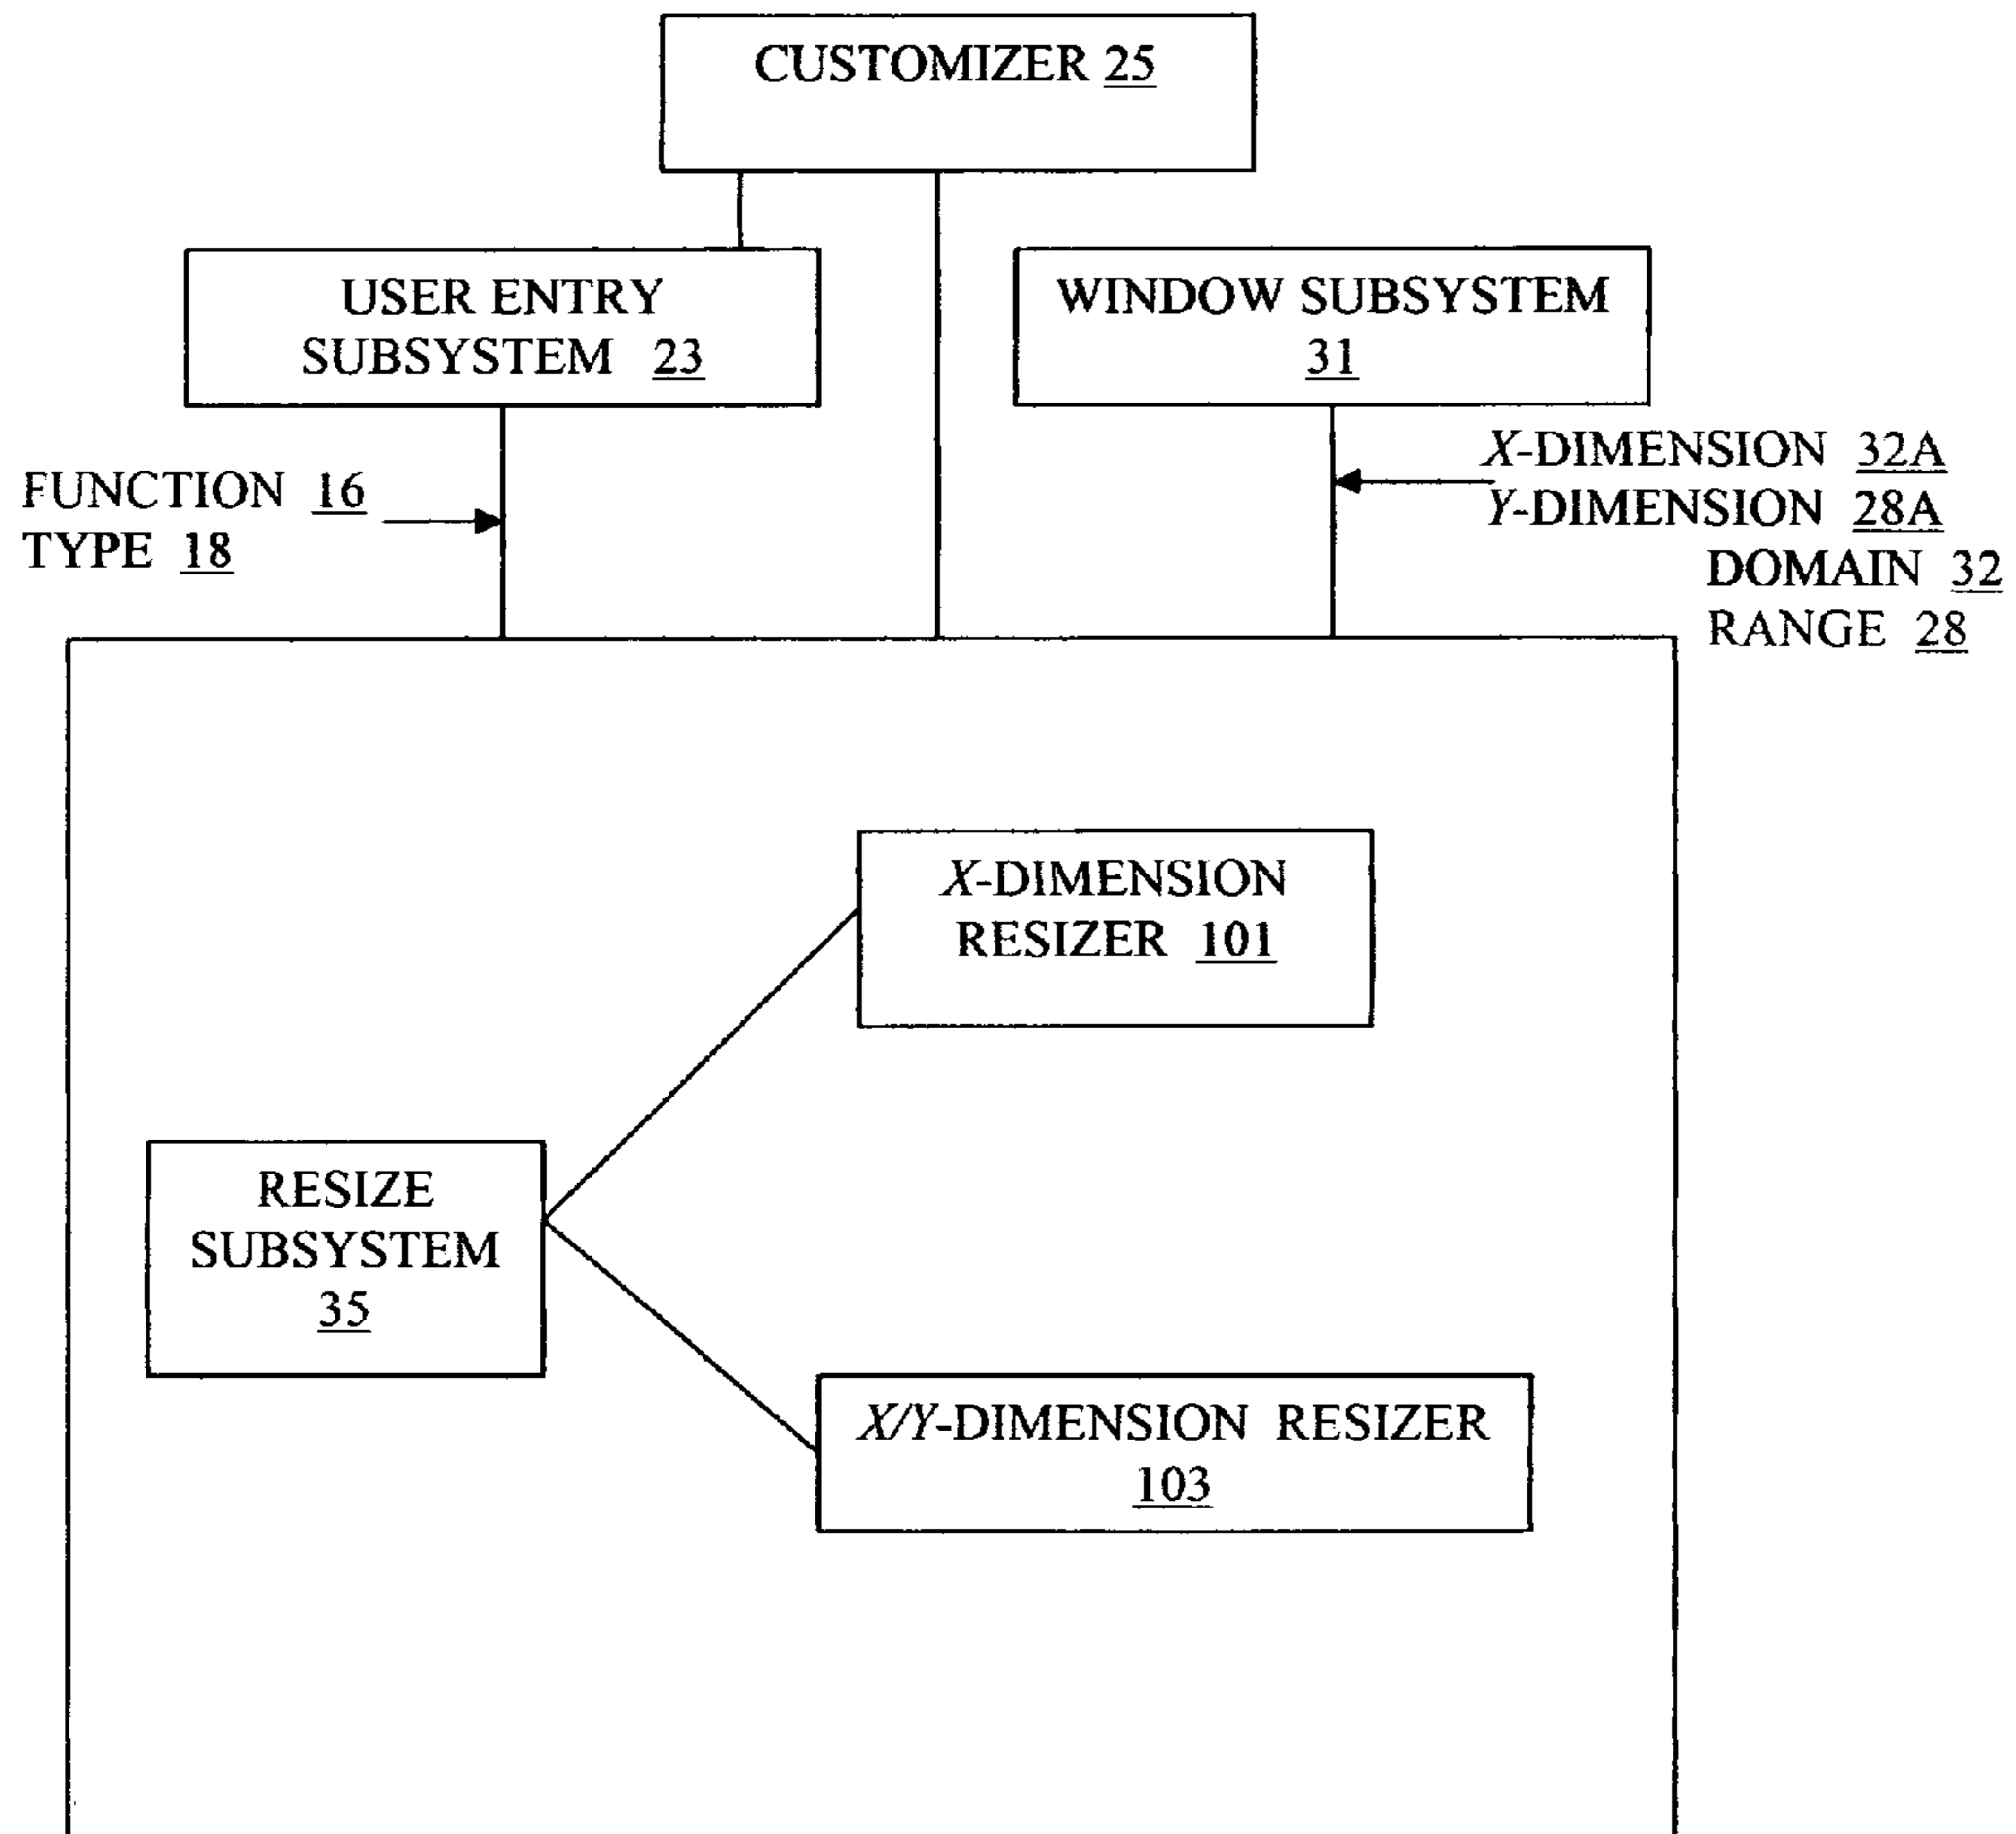 CUSTOMIZER 25
USER ENTRY
SUBSYSTEM 23
WINDOW SUBSYSTEM
31
FUNCTION 16
TYPE 18
X-DIMENSION 32A
Y-DIMENSION 28A
DOMAIN 32
RANGE 28
X-DIMENSION
RESIZER 101
RESIZE
SUBSYSTEM
35
X/Y-DIMENSION RESIZER
103